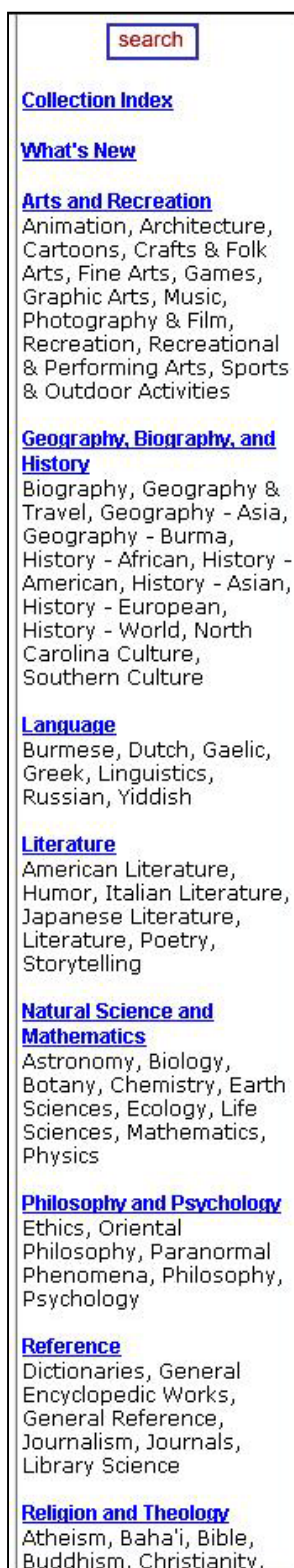 search
Collection Index
What's New
Arts and Recreation
Animation, Architecture,
Cartoons, Crafts & Folk
Arts, Fine Arts, Games,
Graphic Arts, Music,
Photography & Film,
Recreation, Recreational
& Performing Arts, Sports
& Outdoor Activities
Geography, Biography, and
History
Biography, Geography &
Travel, Geography - Asia,
Geography - Burma,
History - African, History -
American, History - Asian,
History - European,
History - World, North
Carolina Culture,
Southern Culture
Language
Burmese, Dutch, Gaelic,
Greek, Linguistics,
Russian, Yiddish
Literature
American Literature,
Humor, Italian Literature,
Japanese Literature,
Literature, Poetry,
Storytelling
Natural Science and
Mathematics
Astronomy, Biology,
Botany, Chemistry, Earth
Sciences, Ecology, Life
Sciences, Mathematics,
Physics
Philosophy and Psychology
Ethics, Oriental
Philosophy, Paranormal
Phenomena, Philosophy,
Psychology
Reference
Dictionaries, General
Encyclopedic Works,
General Reference,
Journalism, Journals,
Library Science
Religion and Theology
Atheism, Baha'i, Bible,
Buddhism, Christianity,